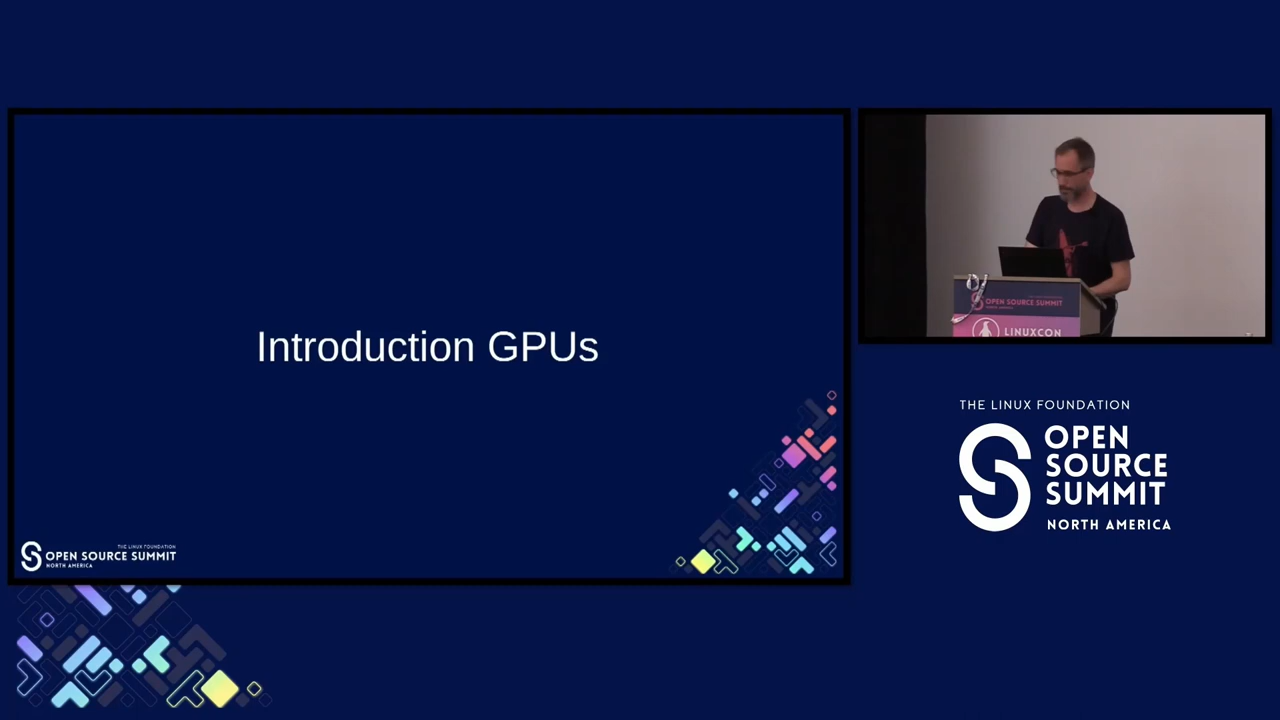 Introduction GPUs
THE LINUX FOUNDATION
OPEN SOURCE SUMMIT
NORTH AMERICA
OPEN SOURCE SUMMIT
LINUXCON
THE LINUX FOUNDATION
OPEN
SOURCE
SUMMIT
NORTH AMERICA